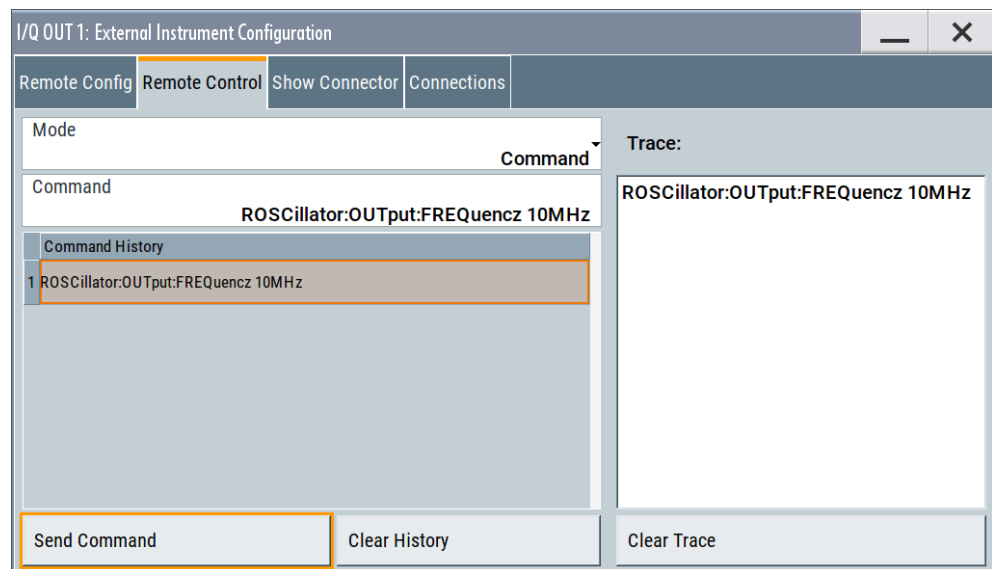 I/Q OUT 1: External Instrument Configuration
Remote Config Remote Control Show Connector Connections
Mode
Command
Command
ROSCillator:OUTput:FREQuencz 10MHz
Command History
1 ROSCillator:OUTput:FREQuencz 10MHz
Send Command
Clear History
Trace:
ROSCillator:OUTput:FREQuencz 10MHz
Clear Trace